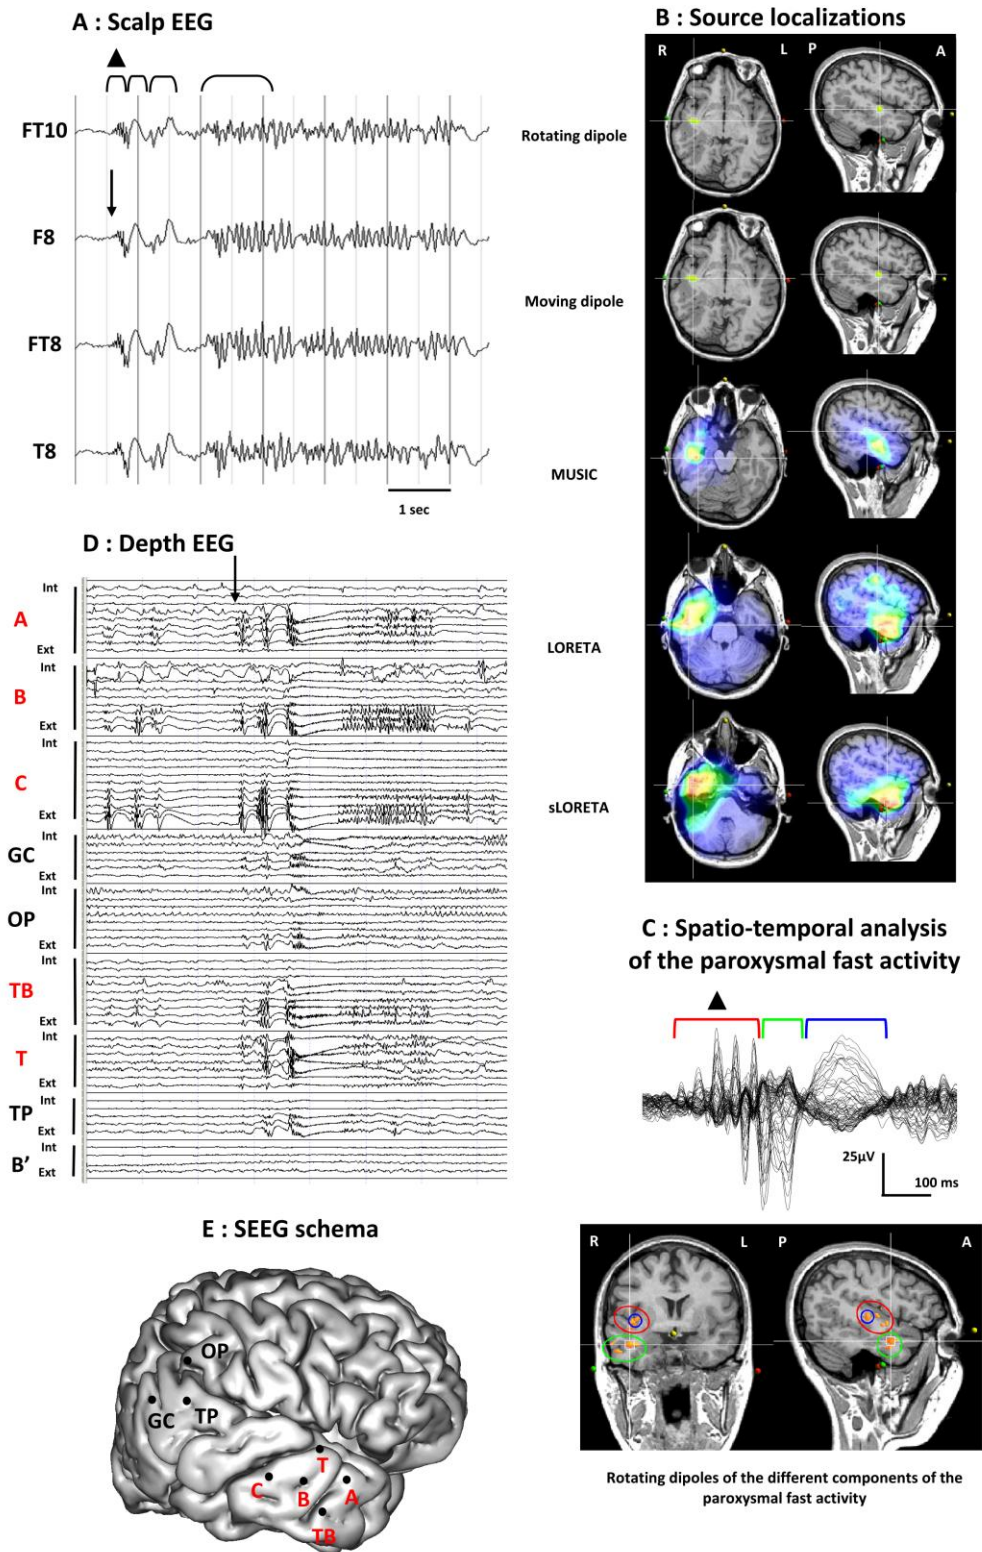 A : Scalp EEG
FT10
F8
FT8
T8
1 sec
B : Source localizations
R L P A
Rotating dipole
Moving dipole
MUSIC
LORETA
sLORETA
C : Spatio-temporal analysis
of the paroxysmal fast activity
25µV
100 ms
R L P A
Rotating dipoles of the different components of the
paroxysmal fast activity
D : Depth EEG
Int
A
Ext
Int
B
Ext
Int
C
Ext
Int
GC
Ext
Int
OP
Ext
Int
TB
Ext
Int
T
Ext
Int
TP
Ext
Int
B'
Ext
E : SEEG schema
OP
GC
TP
T
C
B
A
TB